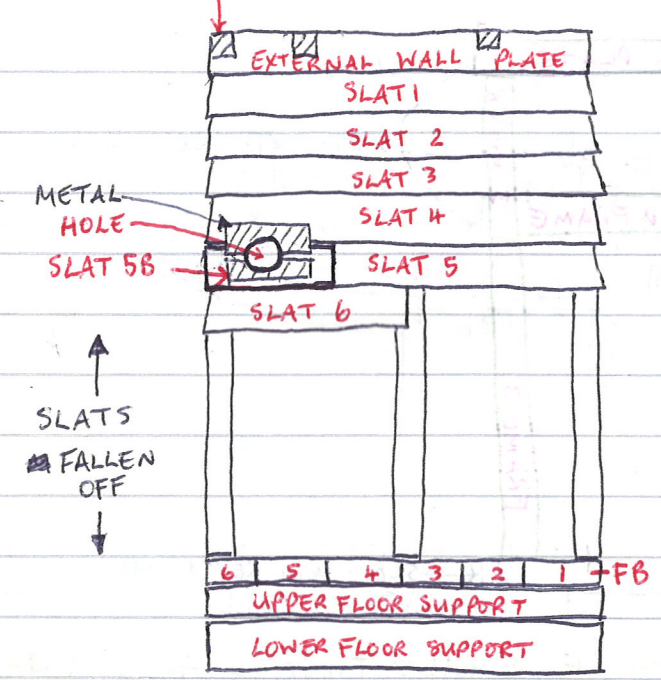 EXTERNAL WALL PLATE
SLAT 1
SLAT 2
SLAT 3
METAL
SLAT 4
HOLE
SLAT 5B
SLAT 5
SLAT 6
SLATS
FALLEN
OFF
6 5 4 3 2 1 FB
UPPER FLOOR SUPPORT
LOWER FLOOR SUPPORT